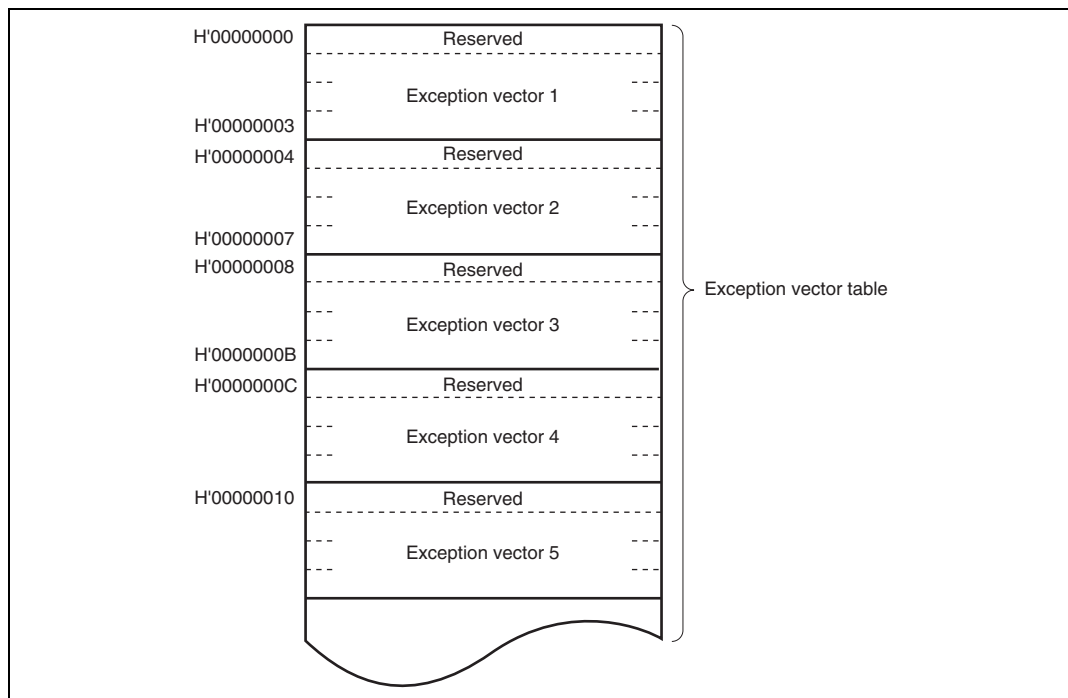 H'00000000 Reserved
Exception vector 1
H'00000003
H'00000004 Reserved
Exception vector 2
H'00000007
H'00000008 Reserved
Exception vector table
Exception vector 3
H'0000000B
H'0000000C Reserved
Exception vector 4
H'00000010 Reserved
Exception vector 5